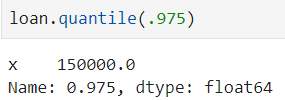 loan.quantile(.975)
x    150000.0
Name: 0.975, dtype: float64